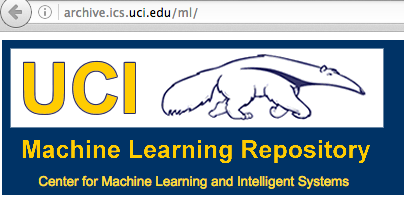 archive.ics.uci.edu/ml/
UCI
Machine Learning Repository
Center for Machine Learning and Intelligent Systems